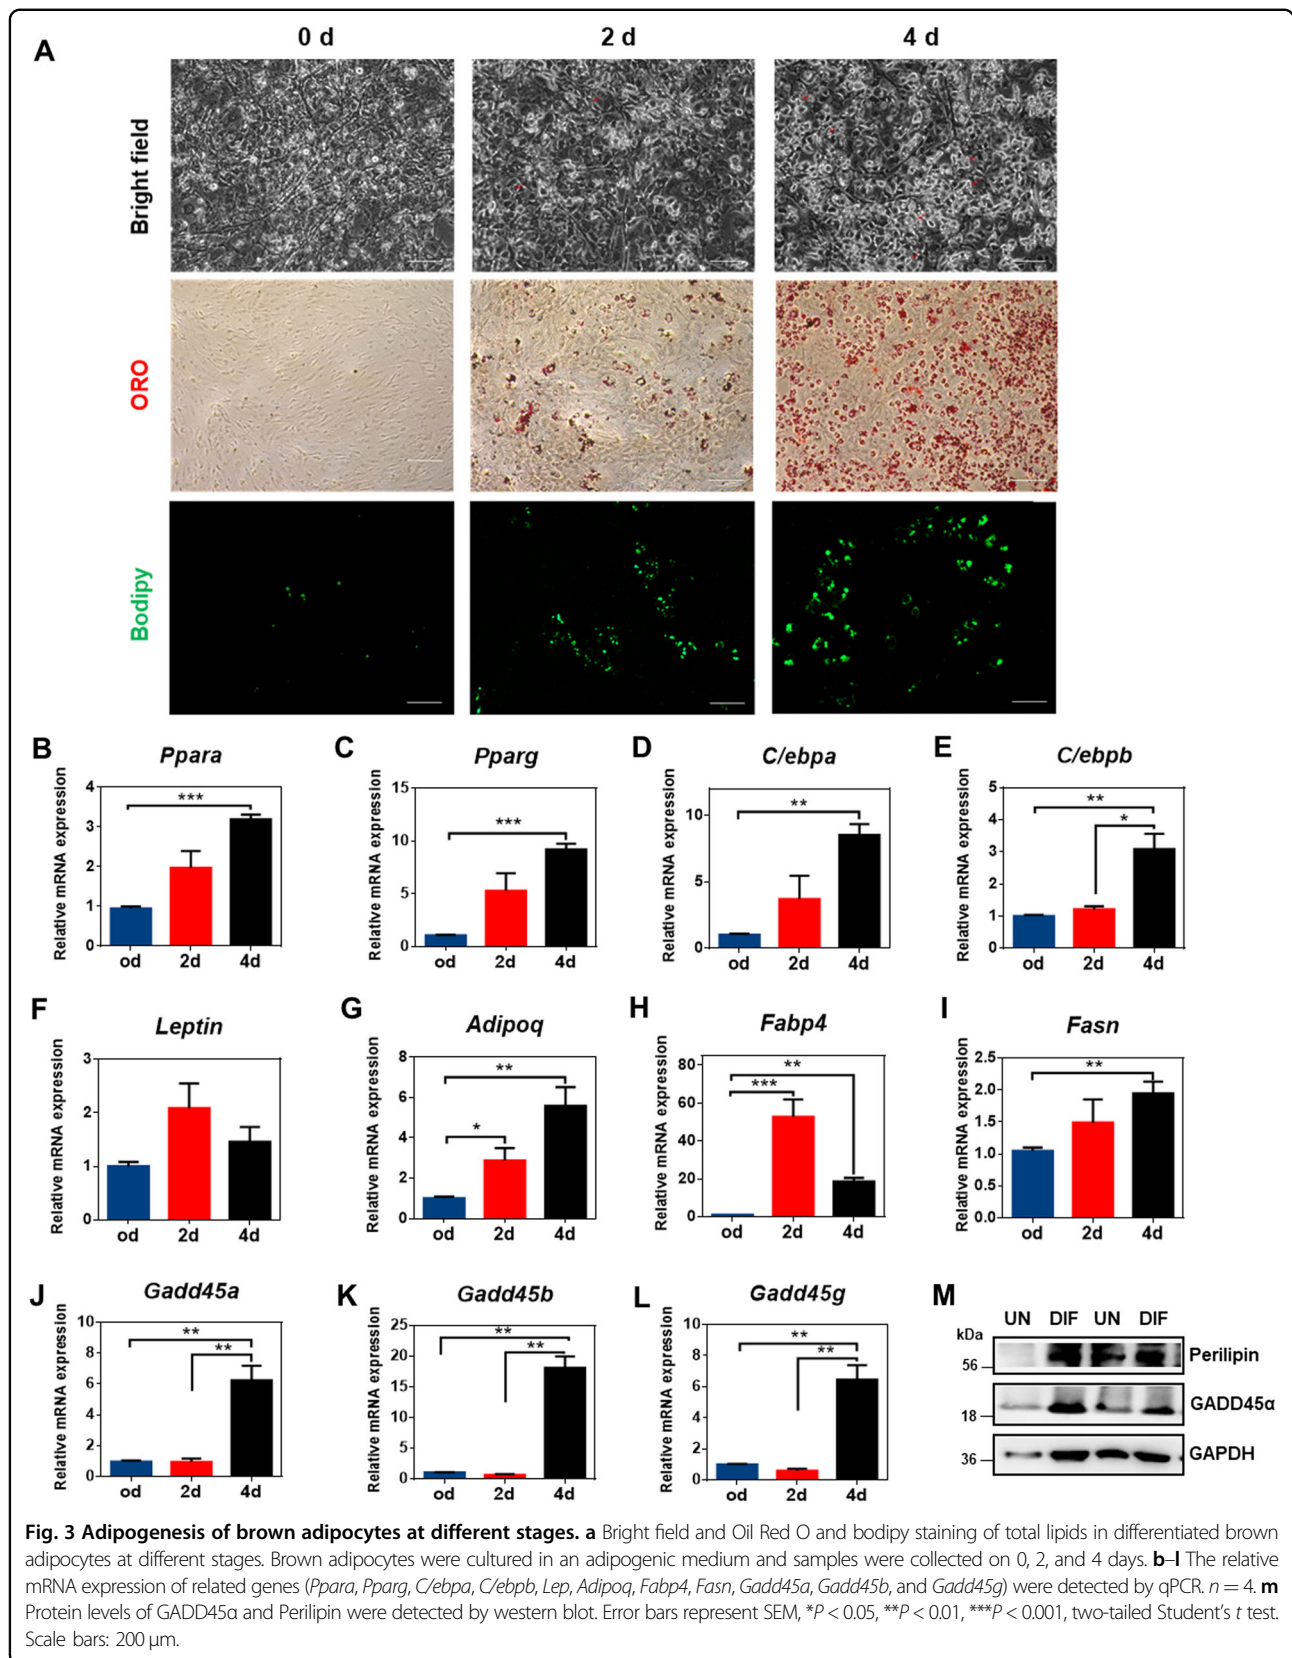 A
0 d 2 d 4 d
Bright field
ORO
Bodipy
B
Ppara
Relative mRNA expression
4
3
2
1
0
***
od 2d 4d
C
Pparg
Relative mRNA expression
15
10
5
0
***
od 2d 4d
D
C/ebpa
Relative mRNA expression
10
5
0
**
od 2d 4d
E
C/ebpb
Relative mRNA expression
5
4
3
2
1
0
**
*
od 2d 4d
F
Leptin
Relative mRNA expression
3
2
1
0
od 2d 4d
G
Adipoq
Relative mRNA expression
8
6
4
2
0
**
*
od 2d 4d
H
Fabp4
Relative mRNA expression
80
60
40
20
0
**
***
od 2d 4d
I
Fasn
Relative mRNA expression
2.5
2.0
1.5
1.0
0.5
0.0
**
od 2d 4d
J
Gadd45a
Relative mRNA expression
10
8
6
4
2
0
**
**
od 2d 4d
K
Gadd45b
Relative mRNA expression
25
20
15
10
5
0
**
**
od 2d 4d
L
Gadd45g
Relative mRNA expression
10
8
6
4
2
0
**
**
od 2d 4d
M
UN DIF UN DIF
kDa
56 Perilipin
18 GADD45α
36 GAPDH
Fig. 3 Adipogenesis of brown adipocytes at different stages. a Bright field and Oil Red O and bodipy staining of total lipids in differentiated brown
adipocytes at different stages. Brown adipocytes were cultured in an adipogenic medium and samples were collected on 0, 2, and 4 days. b–l The relative
mRNA expression of related genes (Ppara, Pparg, C/ebpa, C/ebpb, Lep, Adipoq, Fabp4, Fasn, Gadd45a, Gadd45b, and Gadd45g) were detected by qPCR. n = 4. m
Protein levels of GADD45α and Perilipin were detected by western blot. Error bars represent SEM, *P < 0.05, **P < 0.01, ***P < 0.001, two-tailed Student's t test.
Scale bars: 200 μm.